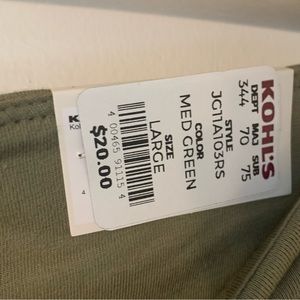 KOHL'S
DEPT MAJ SUB
344 70 75
STYLE
JG11A103RS
COLOR
MED GREEN
SIZE
LARGE
4 00465 91115 4
$20.00